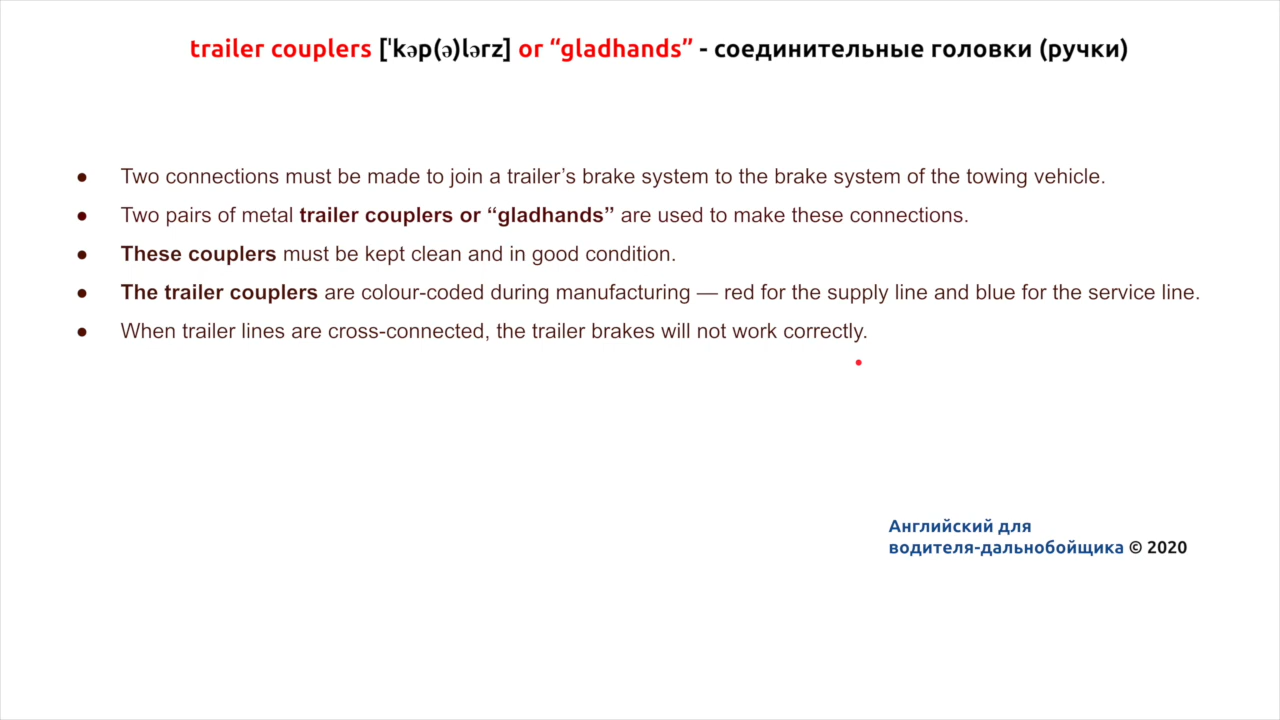 trailer couplers [ˈkəp(ə)lərz] or “gladhands” - соединительные головки (ручки)
● Two connections must be made to join a trailer’s brake system to the brake system of the towing vehicle.
● Two pairs of metal trailer couplers or “gladhands” are used to make these connections.
● These couplers must be kept clean and in good condition.
● The trailer couplers are colour-coded during manufacturing — red for the supply line and blue for the service line.
● When trailer lines are cross-connected, the trailer brakes will not work correctly.
Английский для
водителя-дальнобойщика © 2020